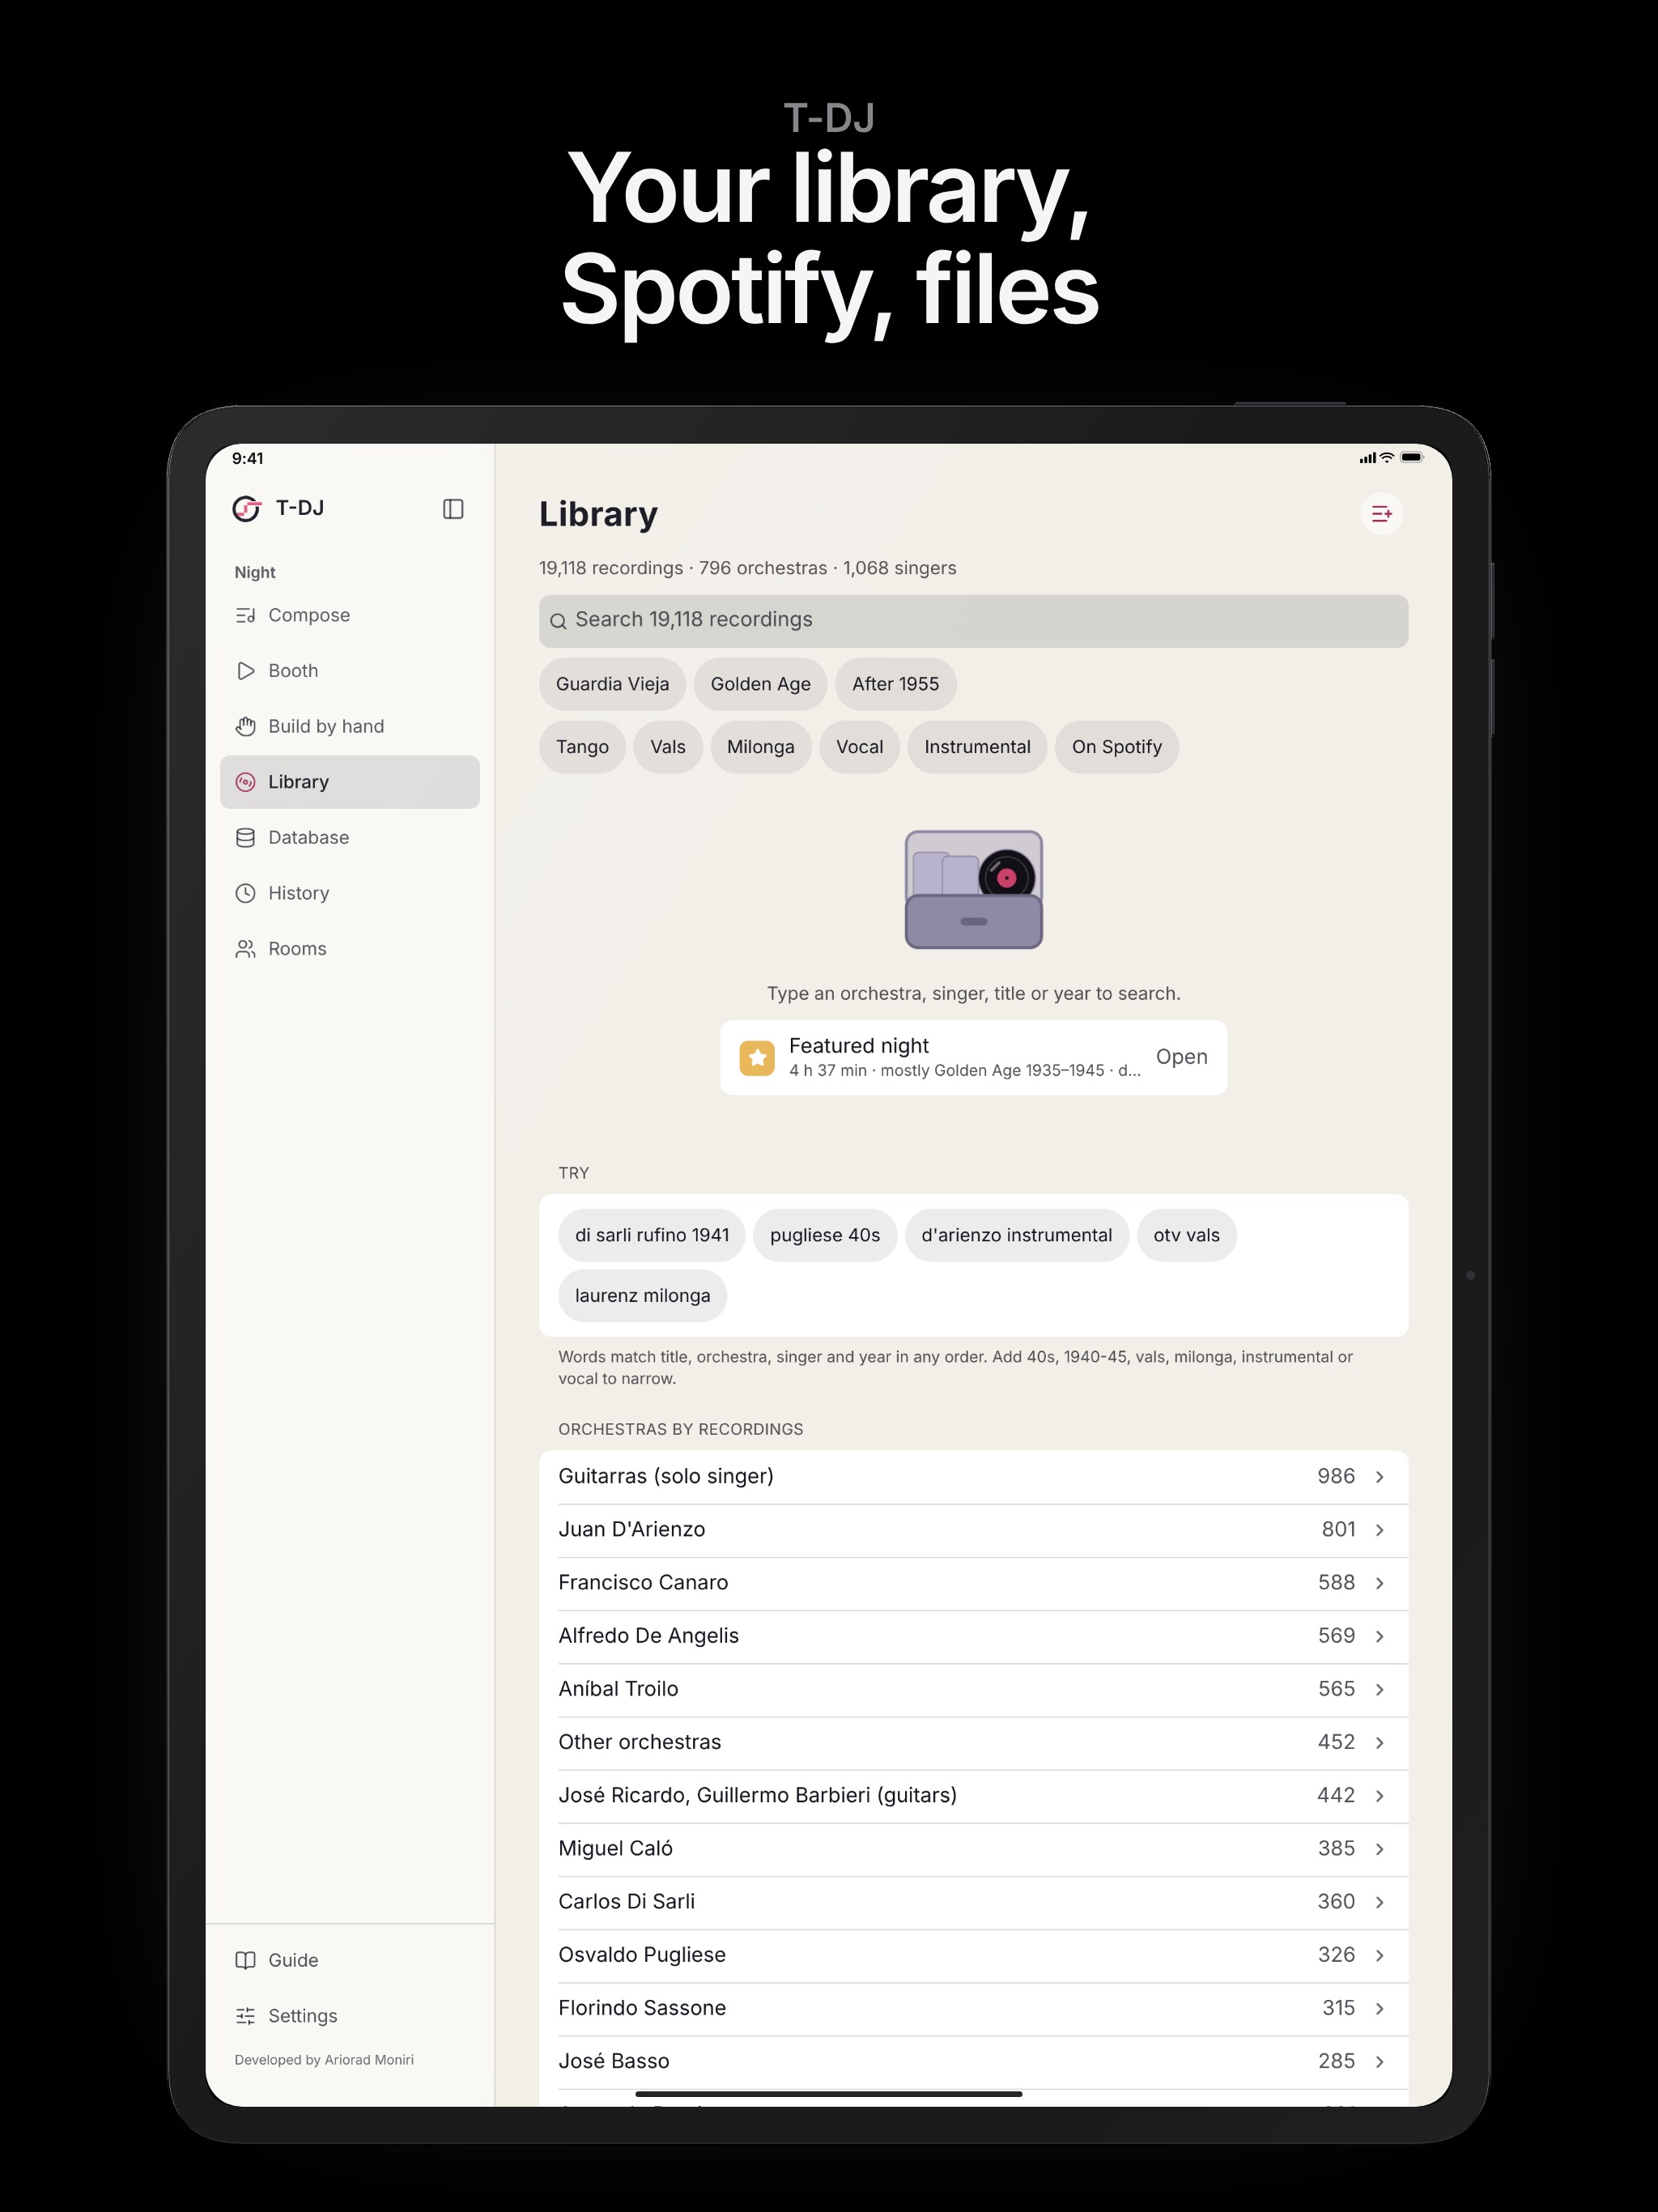 T-DJ
Your library,
Spotify, files
9:41
T-DJ
Night
Compose
Booth
Build by hand
Library
Database
History
Rooms
Guide
Settings
Developed by Ariorad Moniri
Library
19,118 recordings · 796 orchestras · 1,068 singers
Search 19,118 recordings
Guardia Vieja Golden Age After 1955
Tango Vals Milonga Vocal Instrumental On Spotify
Type an orchestra, singer, title or year to search.
Featured night
4 h 37 min · mostly Golden Age 1935–1945 · d...
Open
TRY
di sarli rufino 1941 pugliese 40s d'arienzo instrumental otv vals
laurenz milonga
Words match title, orchestra, singer and year in any order. Add 40s, 1940-45, vals, milonga, instrumental or
vocal to narrow.
ORCHESTRAS BY RECORDINGS
Guitarras (solo singer) 986
Juan D'Arienzo 801
Francisco Canaro 588
Alfredo De Angelis 569
Aníbal Troilo 565
Other orchestras 452
José Ricardo, Guillermo Barbieri (guitars) 442
Miguel Caló 385
Carlos Di Sarli 360
Osvaldo Pugliese 326
Florindo Sassone 315
José Basso 285